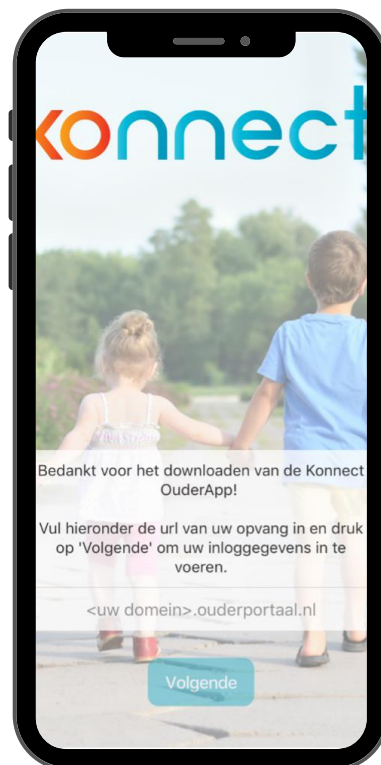 konnect
Bedankt voor het downloaden van de Konnect
OuderApp!
Vul hieronder de url van uw opvang in en druk
op 'Volgende' om uw inloggegevens in te
voeren.
<uw domein>.ouderportaal.nl
Volgende